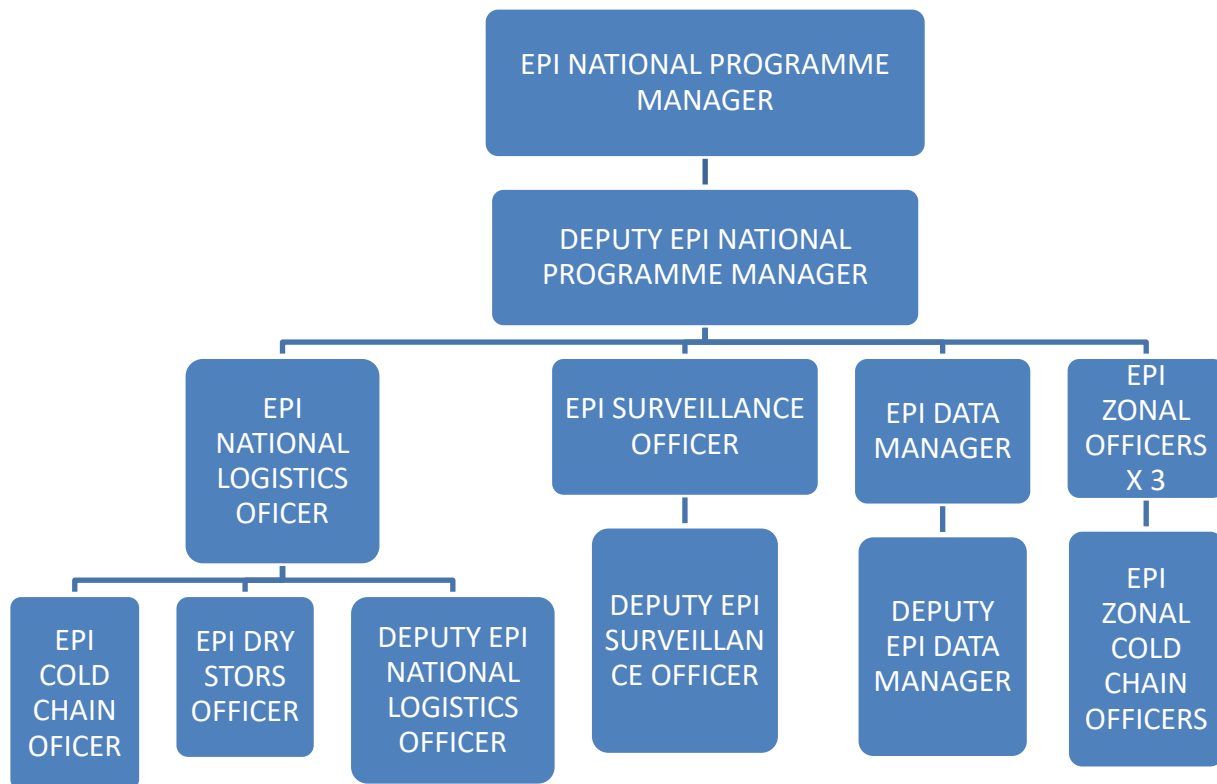 EPI NATIONAL PROGRAMME
MANAGER
DEPUTY EPI NATIONAL
PROGRAMME MANAGER
EPI
NATIONAL
LOGISTICS
OFICER
EPI SURVEILLANCE
OFFICER
EPI DATA
MANAGER
EPI
ZONAL
OFFICERS
X 3
EPI
COLD
CHAIN
OFICER
EPI DRY
STORS
OFFICER
DEPUTY EPI
NATIONAL
LOGISTICS
OFFICER
DEPUTY EPI
SURVEILLAN
CE OFFICER
DEPUTY
EPI DATA
MANAGER
EPI
ZONAL
COLD
CHAIN
OFFICERS